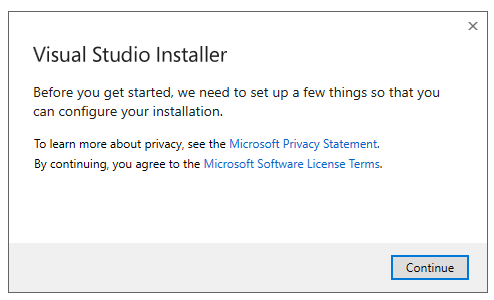 Visual Studio Installer
Before you get started, we need to set up a few things so that you
can configure your installation.
To learn more about privacy, see the Microsoft Privacy Statement.
By continuing, you agree to the Microsoft Software License Terms.
Continue